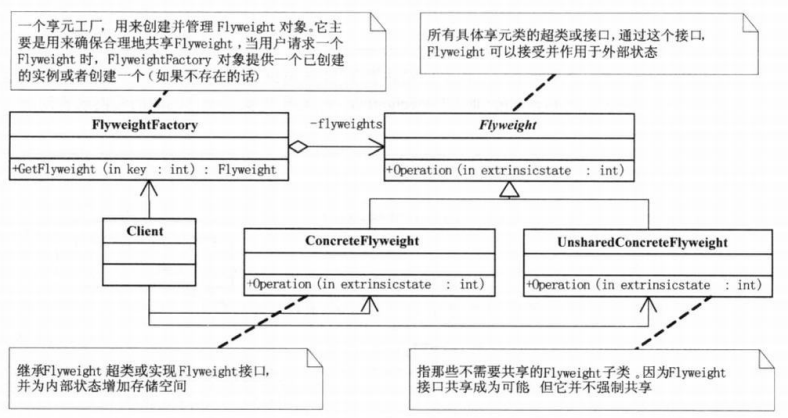 一个享元工厂,用来创建并管理Flyweight 对象。它主
要是用来确保合理地共享Flyweight,当用户请求一个
Flyweight 时,FlyweightFactory 对象提供一个已创建
的实例或者创建一个(如果不存在的话)
所有具体享元类的超类或接口,通过这个接口,
Flyweight 可以接受并作用于外部状态
FlyweightFactory
+GetFlyweight (in key : int) : Flyweight
-flyweights
Flyweight
+Operation (in extrinsicstate : int)
Client
ConcreteFlyweight
+Operation (in extrinsicstate : int)
UnsharedConcreteFlyweight
+Operation (in extrinsicstate : int)
继承Flyweight 超类或实现 Flyweight接口,
并为内部状态增加存储空间
指那些不需要共享的Flyweight 子类。因为Flyweight
接口共享成为可能 但它并不强制共享